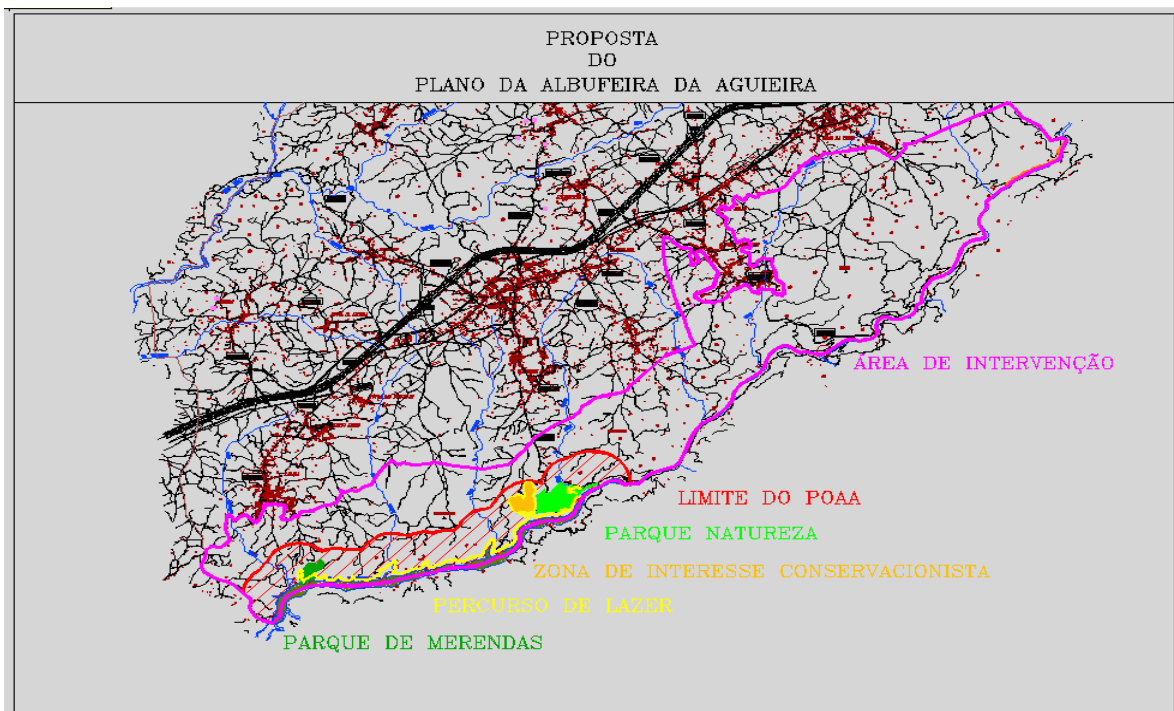 PROPOSTA
DO
PLANO DA ALBUFEIRA DA AGUIEIRA
ÁREA DE INTERVENÇÃO
LIMITE DO POAA
PARQUE NATUREZA
ZONA DE INTERESSE CONSERVACIONISTA
PERCURSO DE LAZER
PARQUE DE MERENDAS